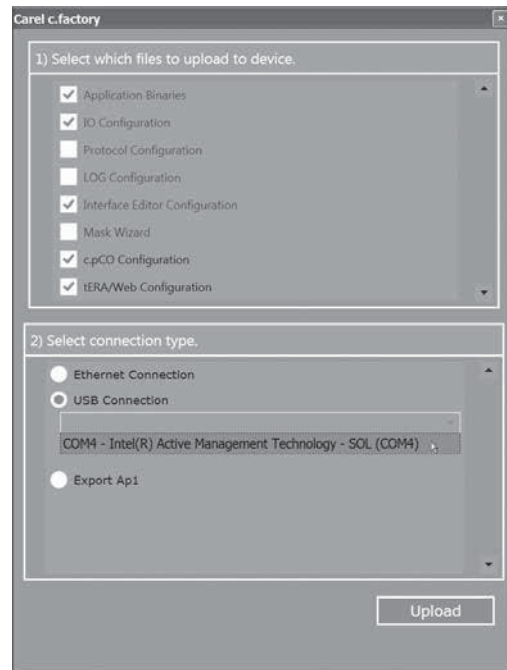 Carel c.factory
1) Select which files to upload to device.
Application Binaries
IO Configuration
Protocol Configuration
LOG Configuration
Interface Editor Configuration
Mask Wizard
c.pCO Configuration
tERA/Web Configuration
2) Select connection type.
Ethernet Connection
USB Connection
COM4 - Intel(R) Active Management Technology - SOL (COM4)
Export Ap1
Upload